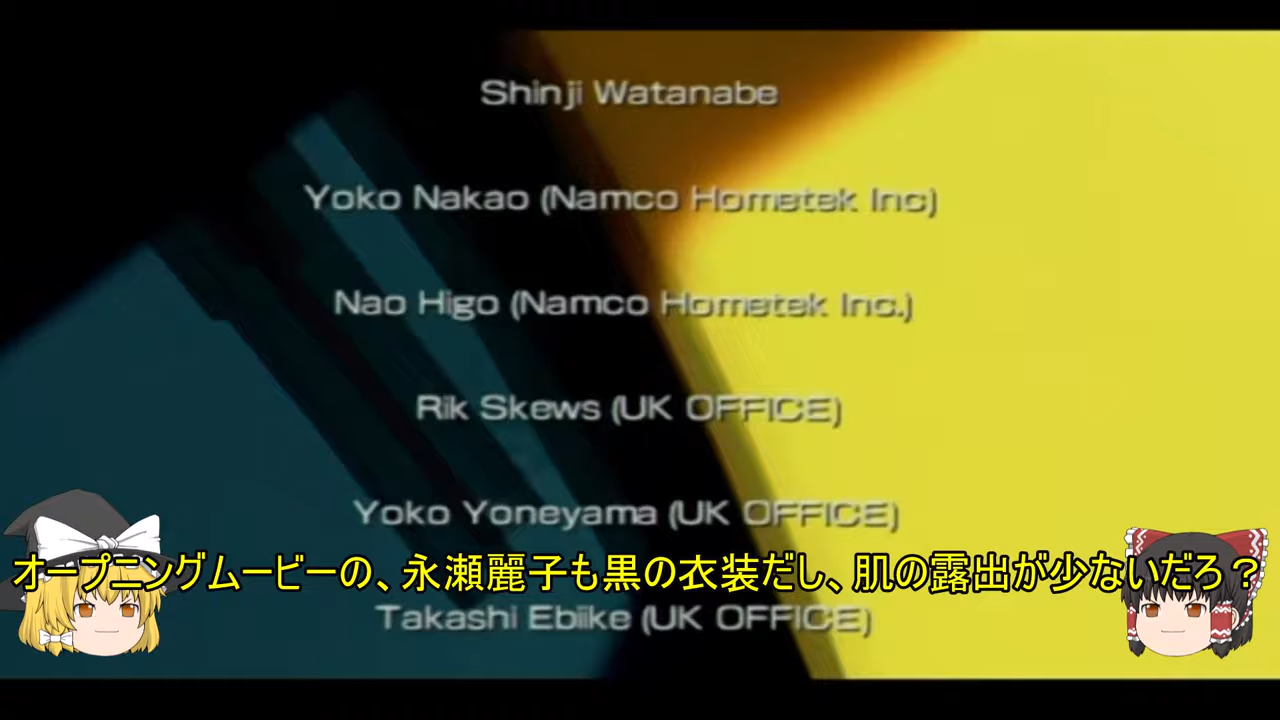 Shinji Watanabe
Yoko Nakao (Namco Hometek Inc)
Nao Higo (Namco Hometek Inc.)
Rik Skews (UK OFFICE)
Yoko Yoneyama (UK OFFICE)
オープニングムービーの、永瀬麗子も黒の衣装だし、肌の露出が少ないだろ？
Takashi Ebiike (UK OFFICE)